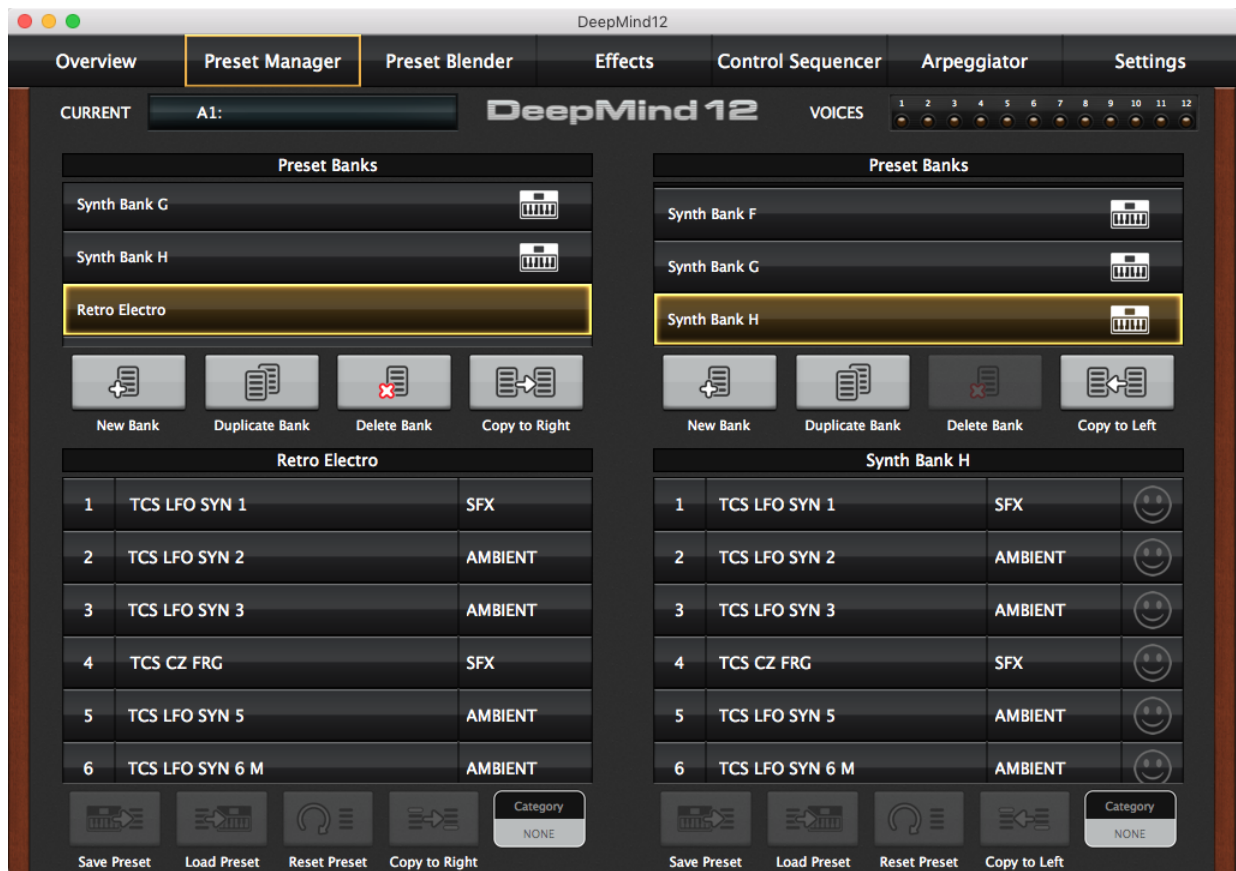 DeepMind12
Overview Preset Manager Preset Blender Effects Control Sequencer Arpeggiator Settings
CURRENT A1: DeepMind 12 VOICES 1 2 3 4 5 6 7 8 9 10 11 12
Preset Banks
Synth Bank G
Synth Bank H
Retro Electro
New Bank Duplicate Bank Delete Bank Copy to Right
Retro Electro
1 TCS LFO SYN 1 SFX
2 TCS LFO SYN 2 AMBIENT
3 TCS LFO SYN 3 AMBIENT
4 TCS CZ FRG SFX
5 TCS LFO SYN 5 AMBIENT
6 TCS LFO SYN 6 M AMBIENT
Category
NONE
Save Preset Load Preset Reset Preset Copy to Right
Preset Banks
Synth Bank F
Synth Bank G
Synth Bank H
New Bank Duplicate Bank Delete Bank Copy to Left
Synth Bank H
1 TCS LFO SYN 1 SFX
2 TCS LFO SYN 2 AMBIENT
3 TCS LFO SYN 3 AMBIENT
4 TCS CZ FRG SFX
5 TCS LFO SYN 5 AMBIENT
6 TCS LFO SYN 6 M AMBIENT
Category
NONE
Save Preset Load Preset Reset Preset Copy to Left